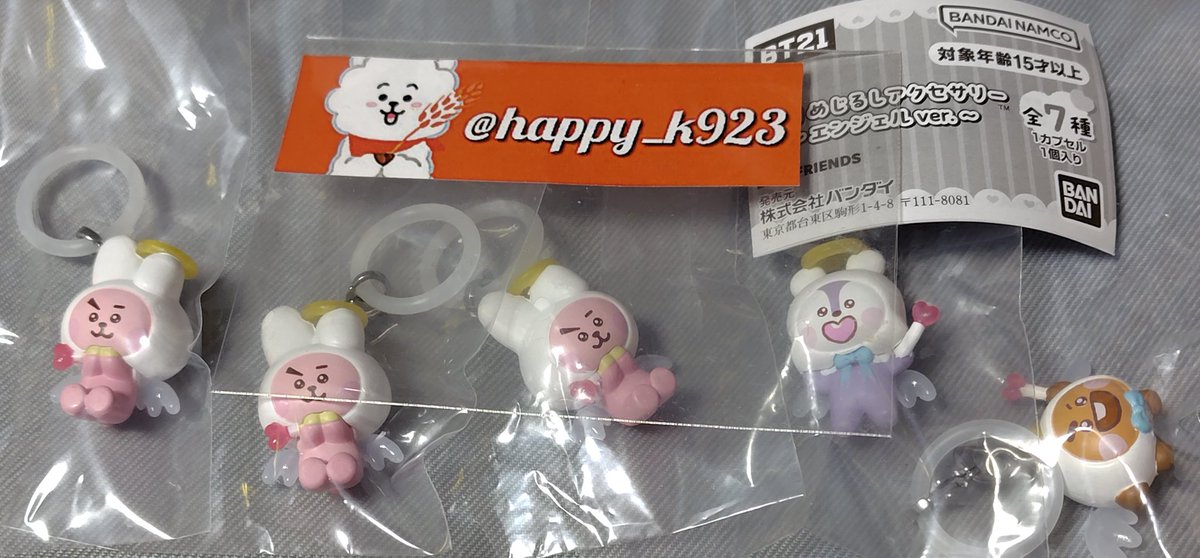 @happy_k923
BT21
BANDAI NAMCO
対象年齢15才以上
めじるしアクセサリー
エンジェルver.～
™
全7種
1カプセル
1個入り
FRIENDS
発売元
株式会社バンダイ
東京都台東区駒形1-4-8 〒111-8081
BAN
DAI